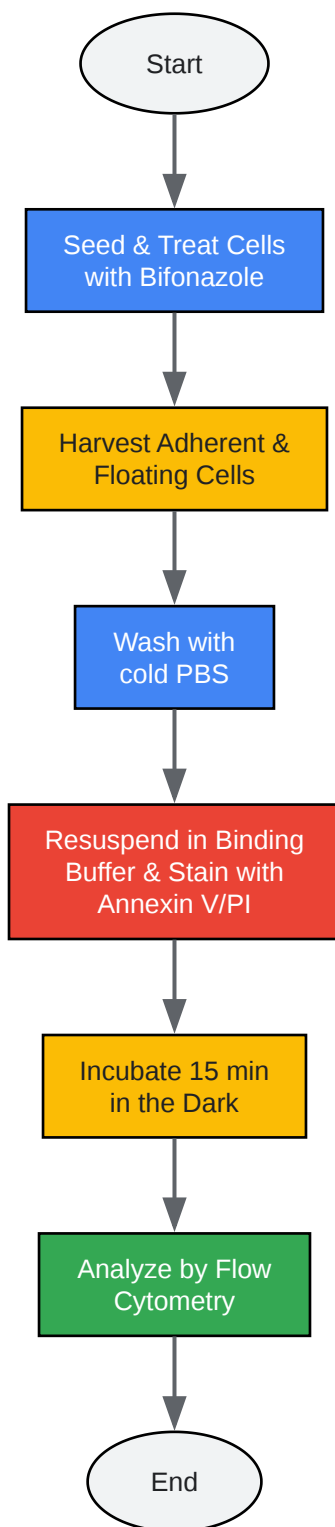 Start
Seed & Treat Cells
with Bifonazole
Harvest Adherent &
Floating Cells
Wash with
cold PBS
Resuspend in Binding
Buffer & Stain with
Annexin V/PI
Incubate 15 min
in the Dark
Analyze by Flow
Cytometry
End